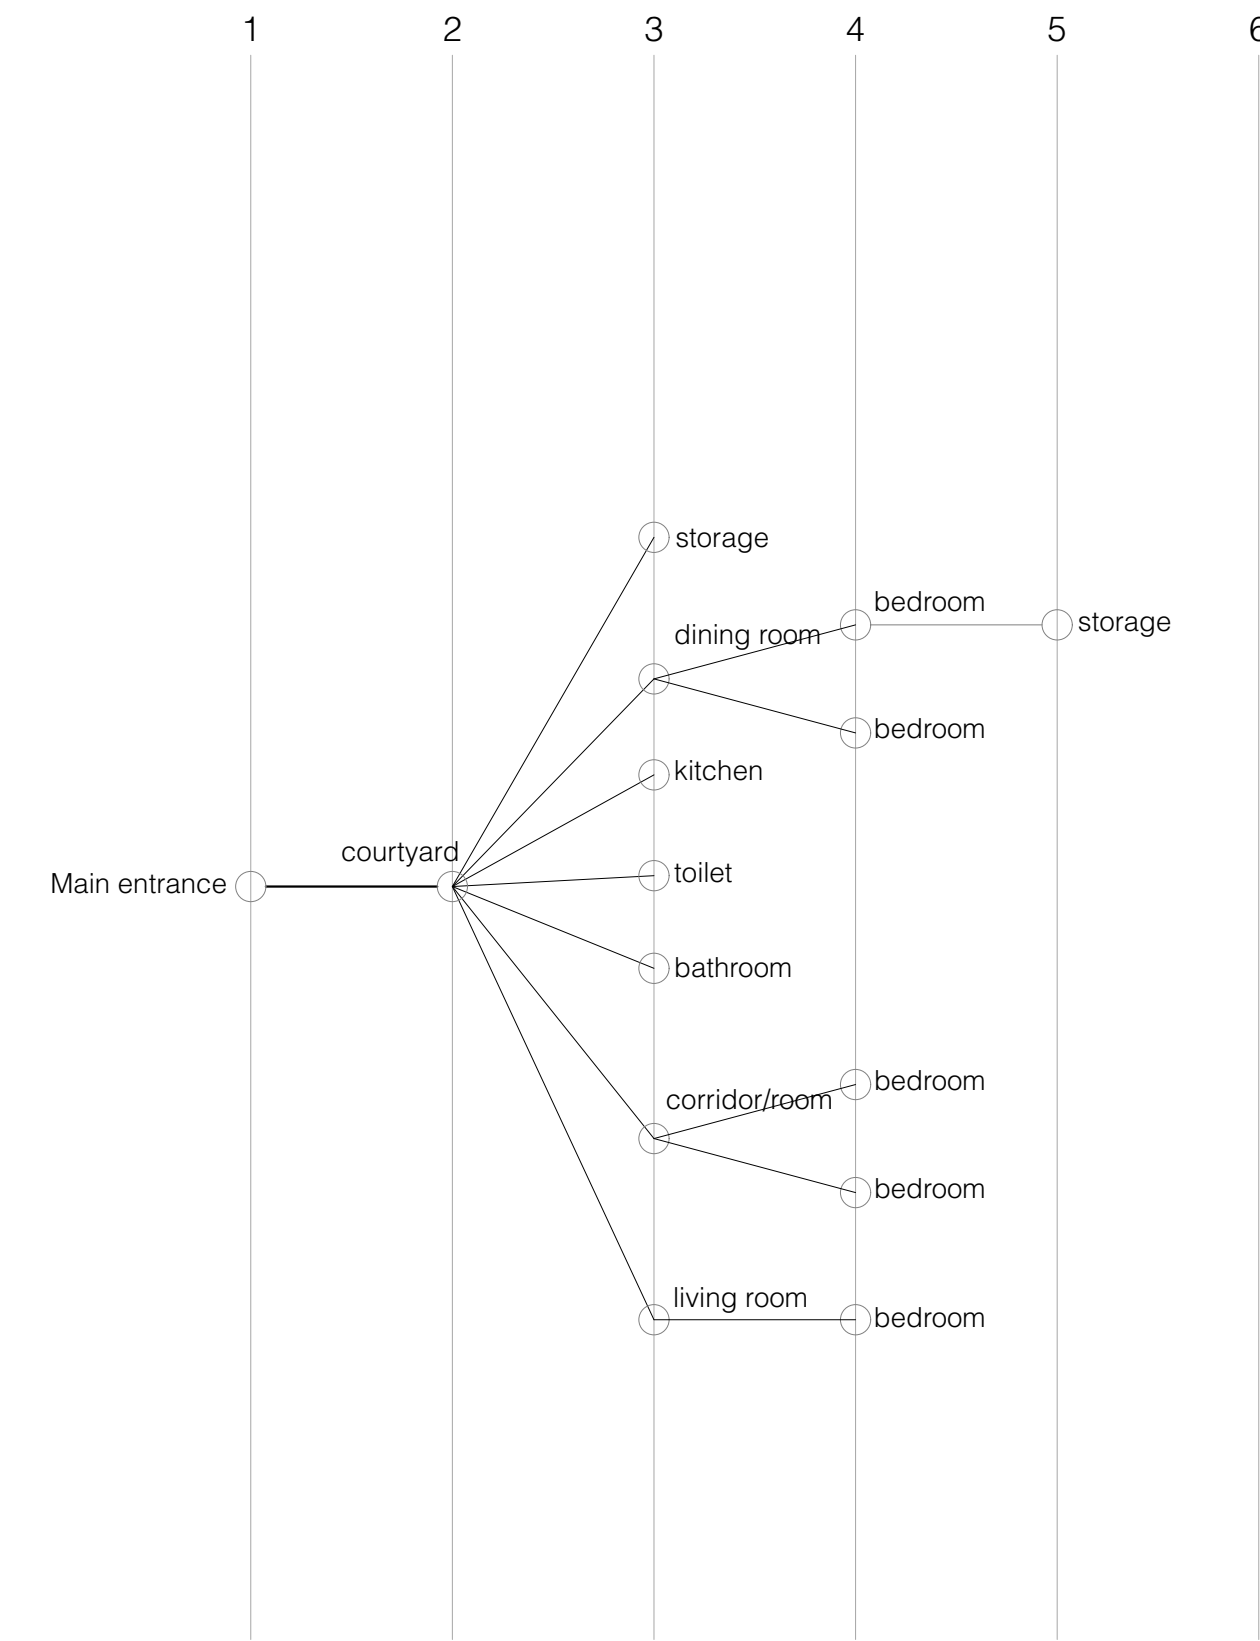 1 2 3 4 5 6
storage
bedroom
storage
dining room
bedroom
kitchen
courtyard
toilet
Main entrance
bathroom
bedroom
corridor/room
bedroom
living room
bedroom